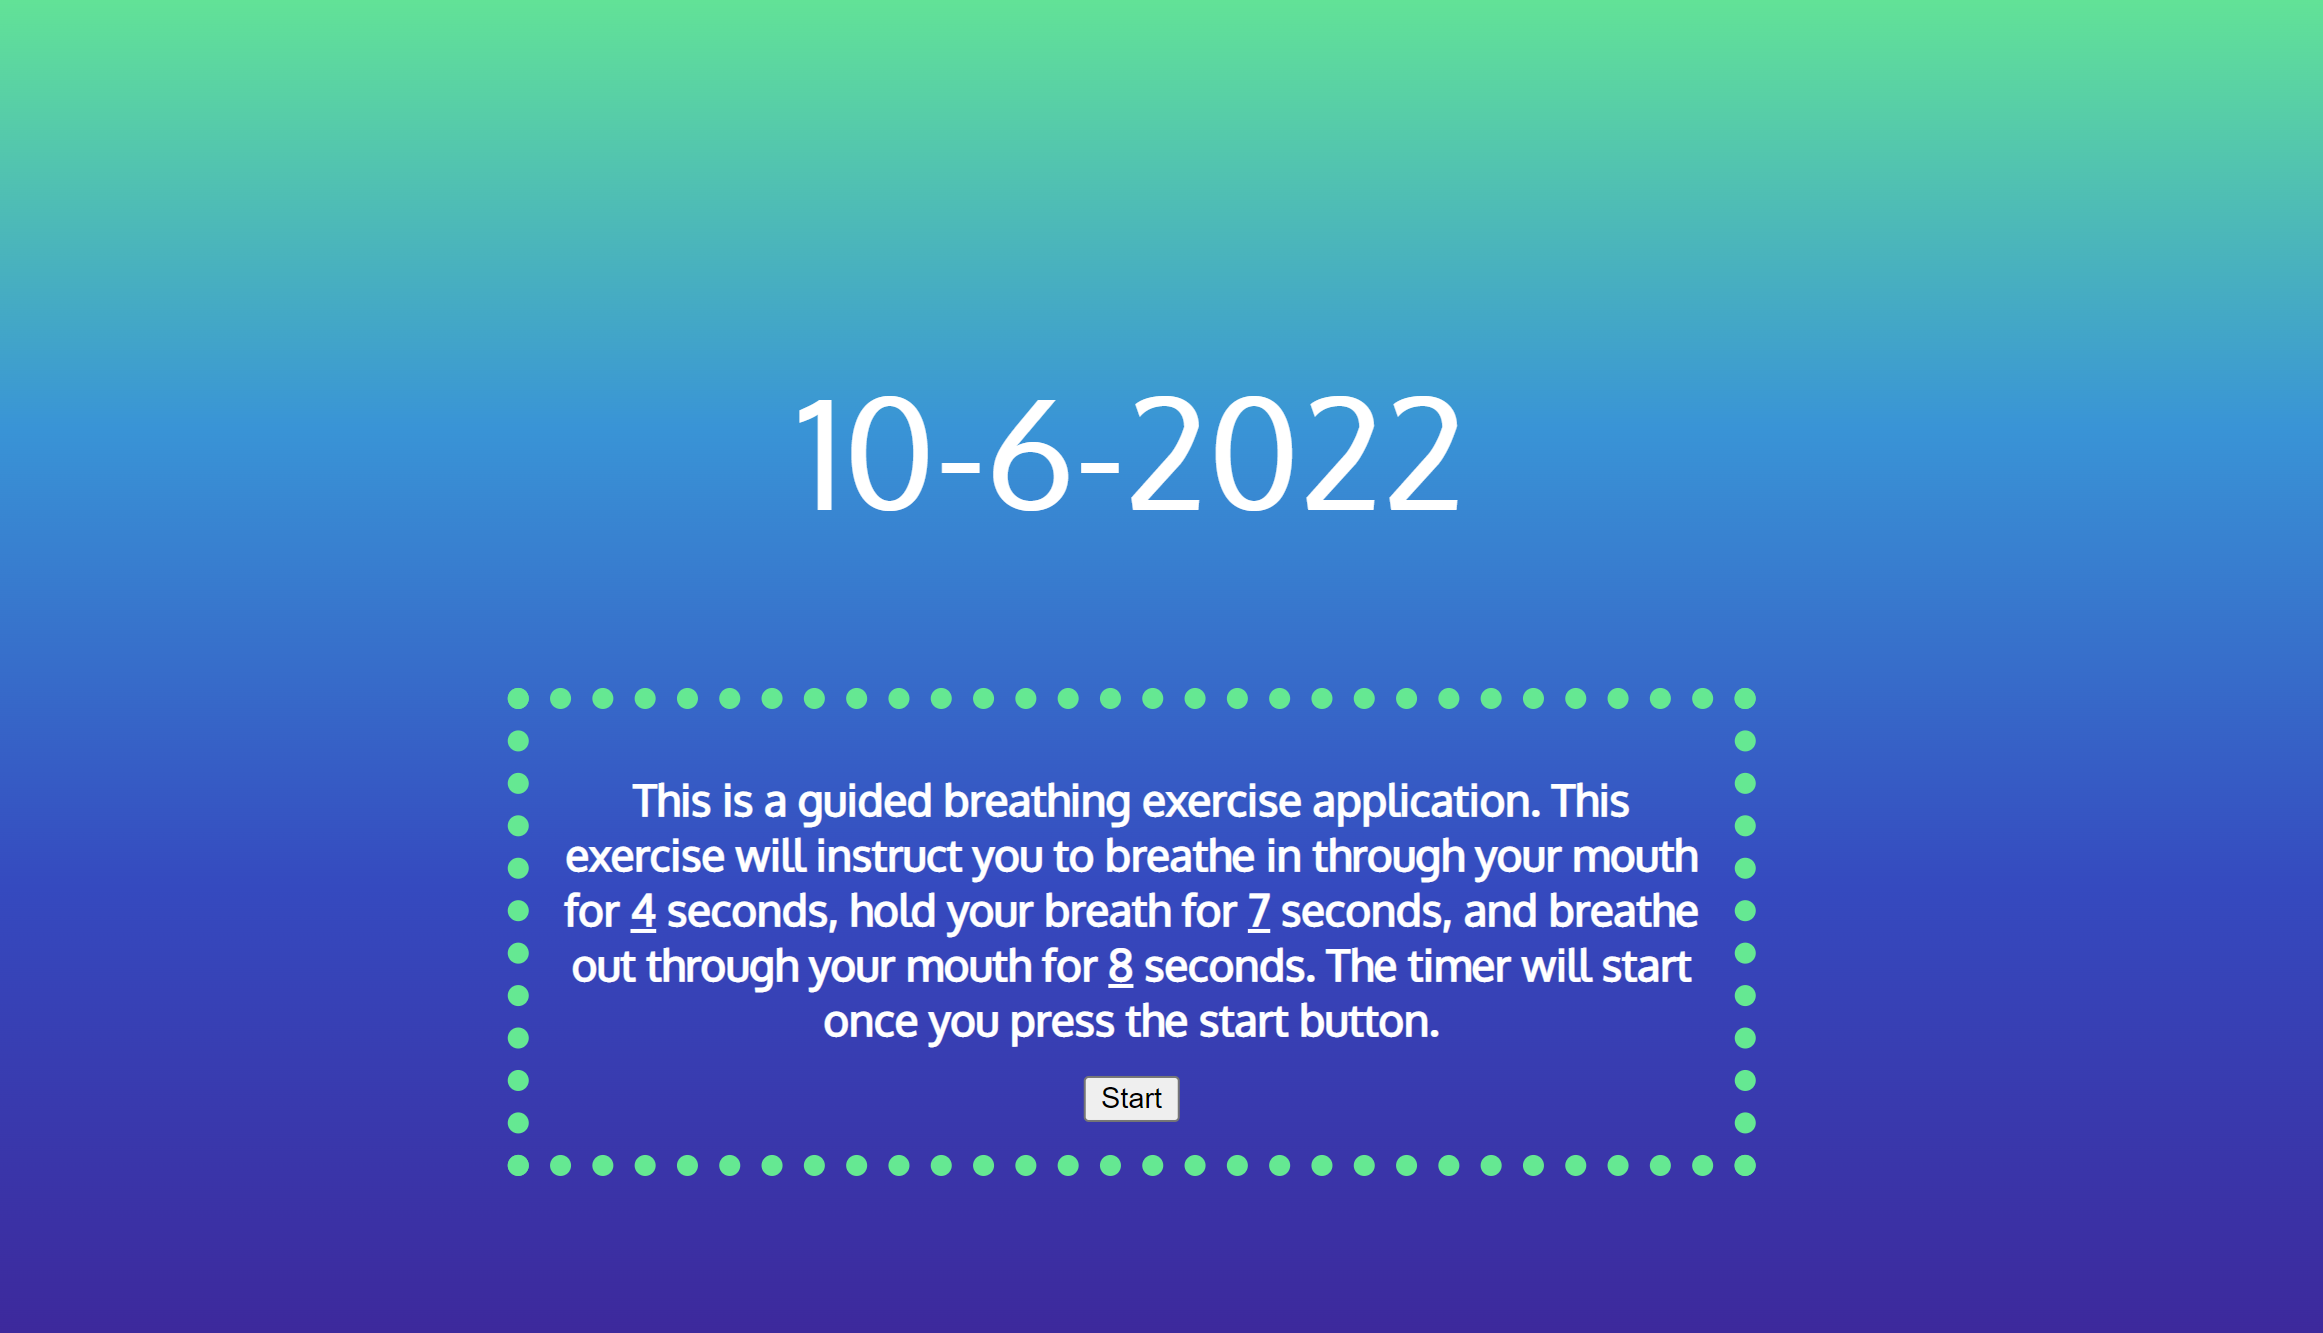 10-6-2022
This is a guided breathing exercise application. This
exercise will instruct you to breathe in through your mouth
for 4 seconds, hold your breath for 7 seconds, and breathe
out through your mouth for 8 seconds. The timer will start
once you press the start button.
Start